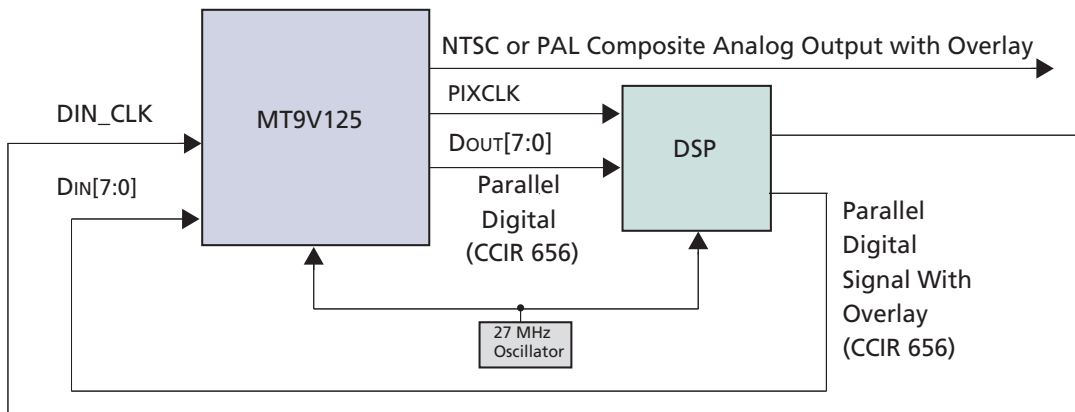 NTSC or PAL Composite Analog Output with Overlay
DIN_CLK
MT9V125
PIXCLK
DOUT[7:0]
DSP
DIN[7:0]
Parallel
Digital
(CCIR 656)
Parallel
Digital
Signal With
Overlay
(CCIR 656)
27 MHz
Oscillator